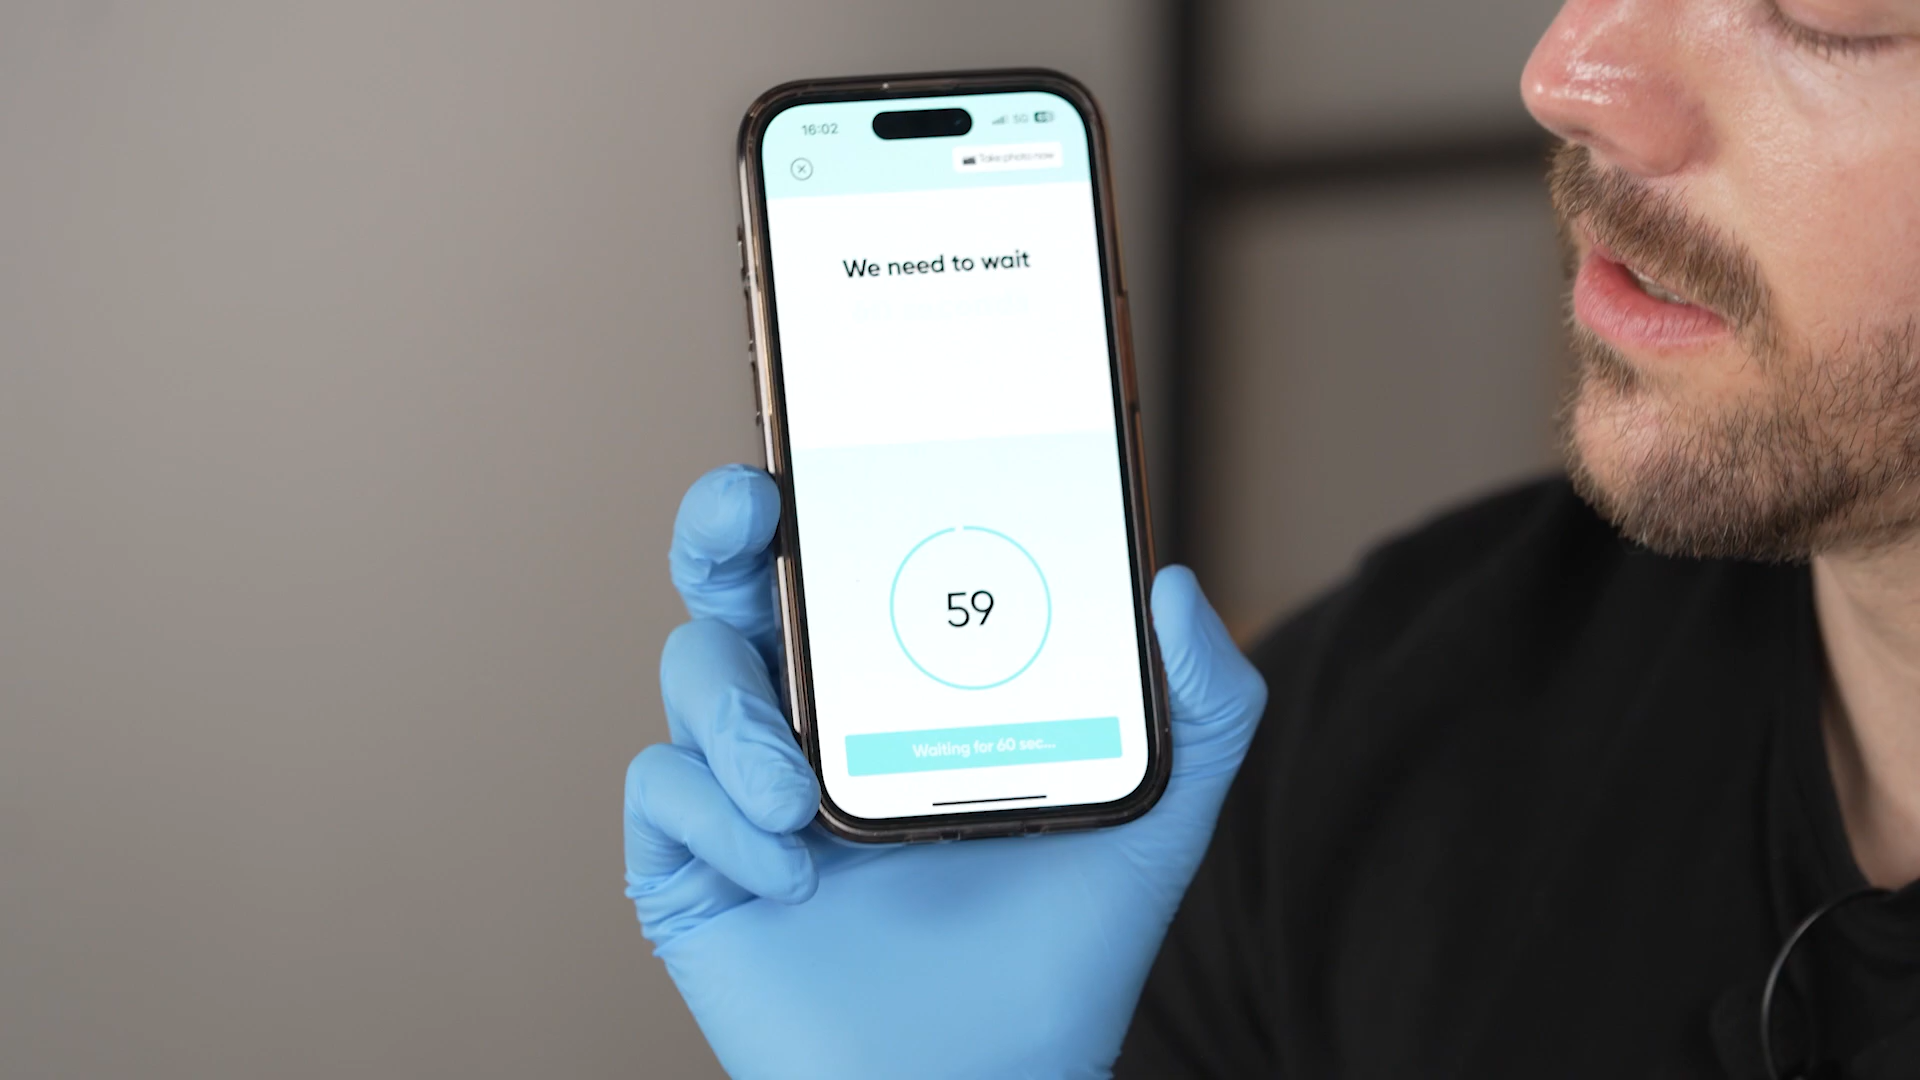 16:02
5G
Take photo now
We need to wait
59
Waiting for 60 sec...